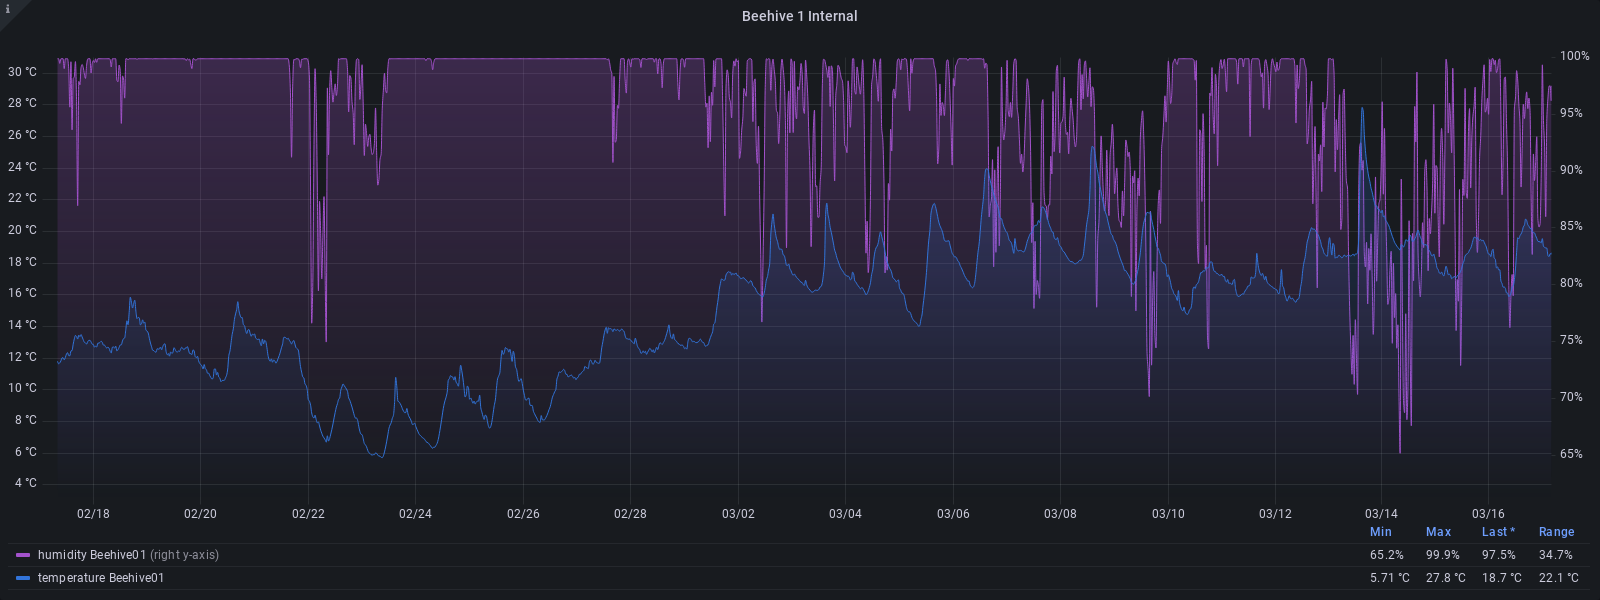 i
Beehive 1 Internal
30 °C
28 °C
26 °C
24 °C
22 °C
20 °C
18 °C
16 °C
14 °C
12 °C
10 °C
8 °C
6 °C
4 °C
100%
95%
90%
85%
80%
75%
70%
65%
02/18 02/20 02/22 02/24 02/26 02/28 03/02 03/04 03/06 03/08 03/10 03/12 03/14 03/16
Min Max Last * Range
humidity Beehive01 (right y-axis) 65.2% 99.9% 97.5% 34.7%
temperature Beehive01 5.71 °C 27.8 °C 18.7 °C 22.1 °C